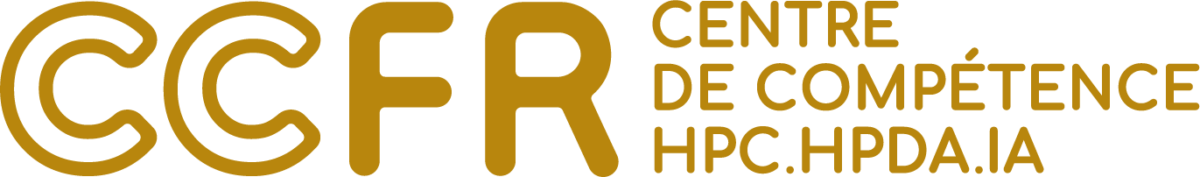 CCFR
CENTRE
DE COMPÉTENCE
HPC.HPDA.IA